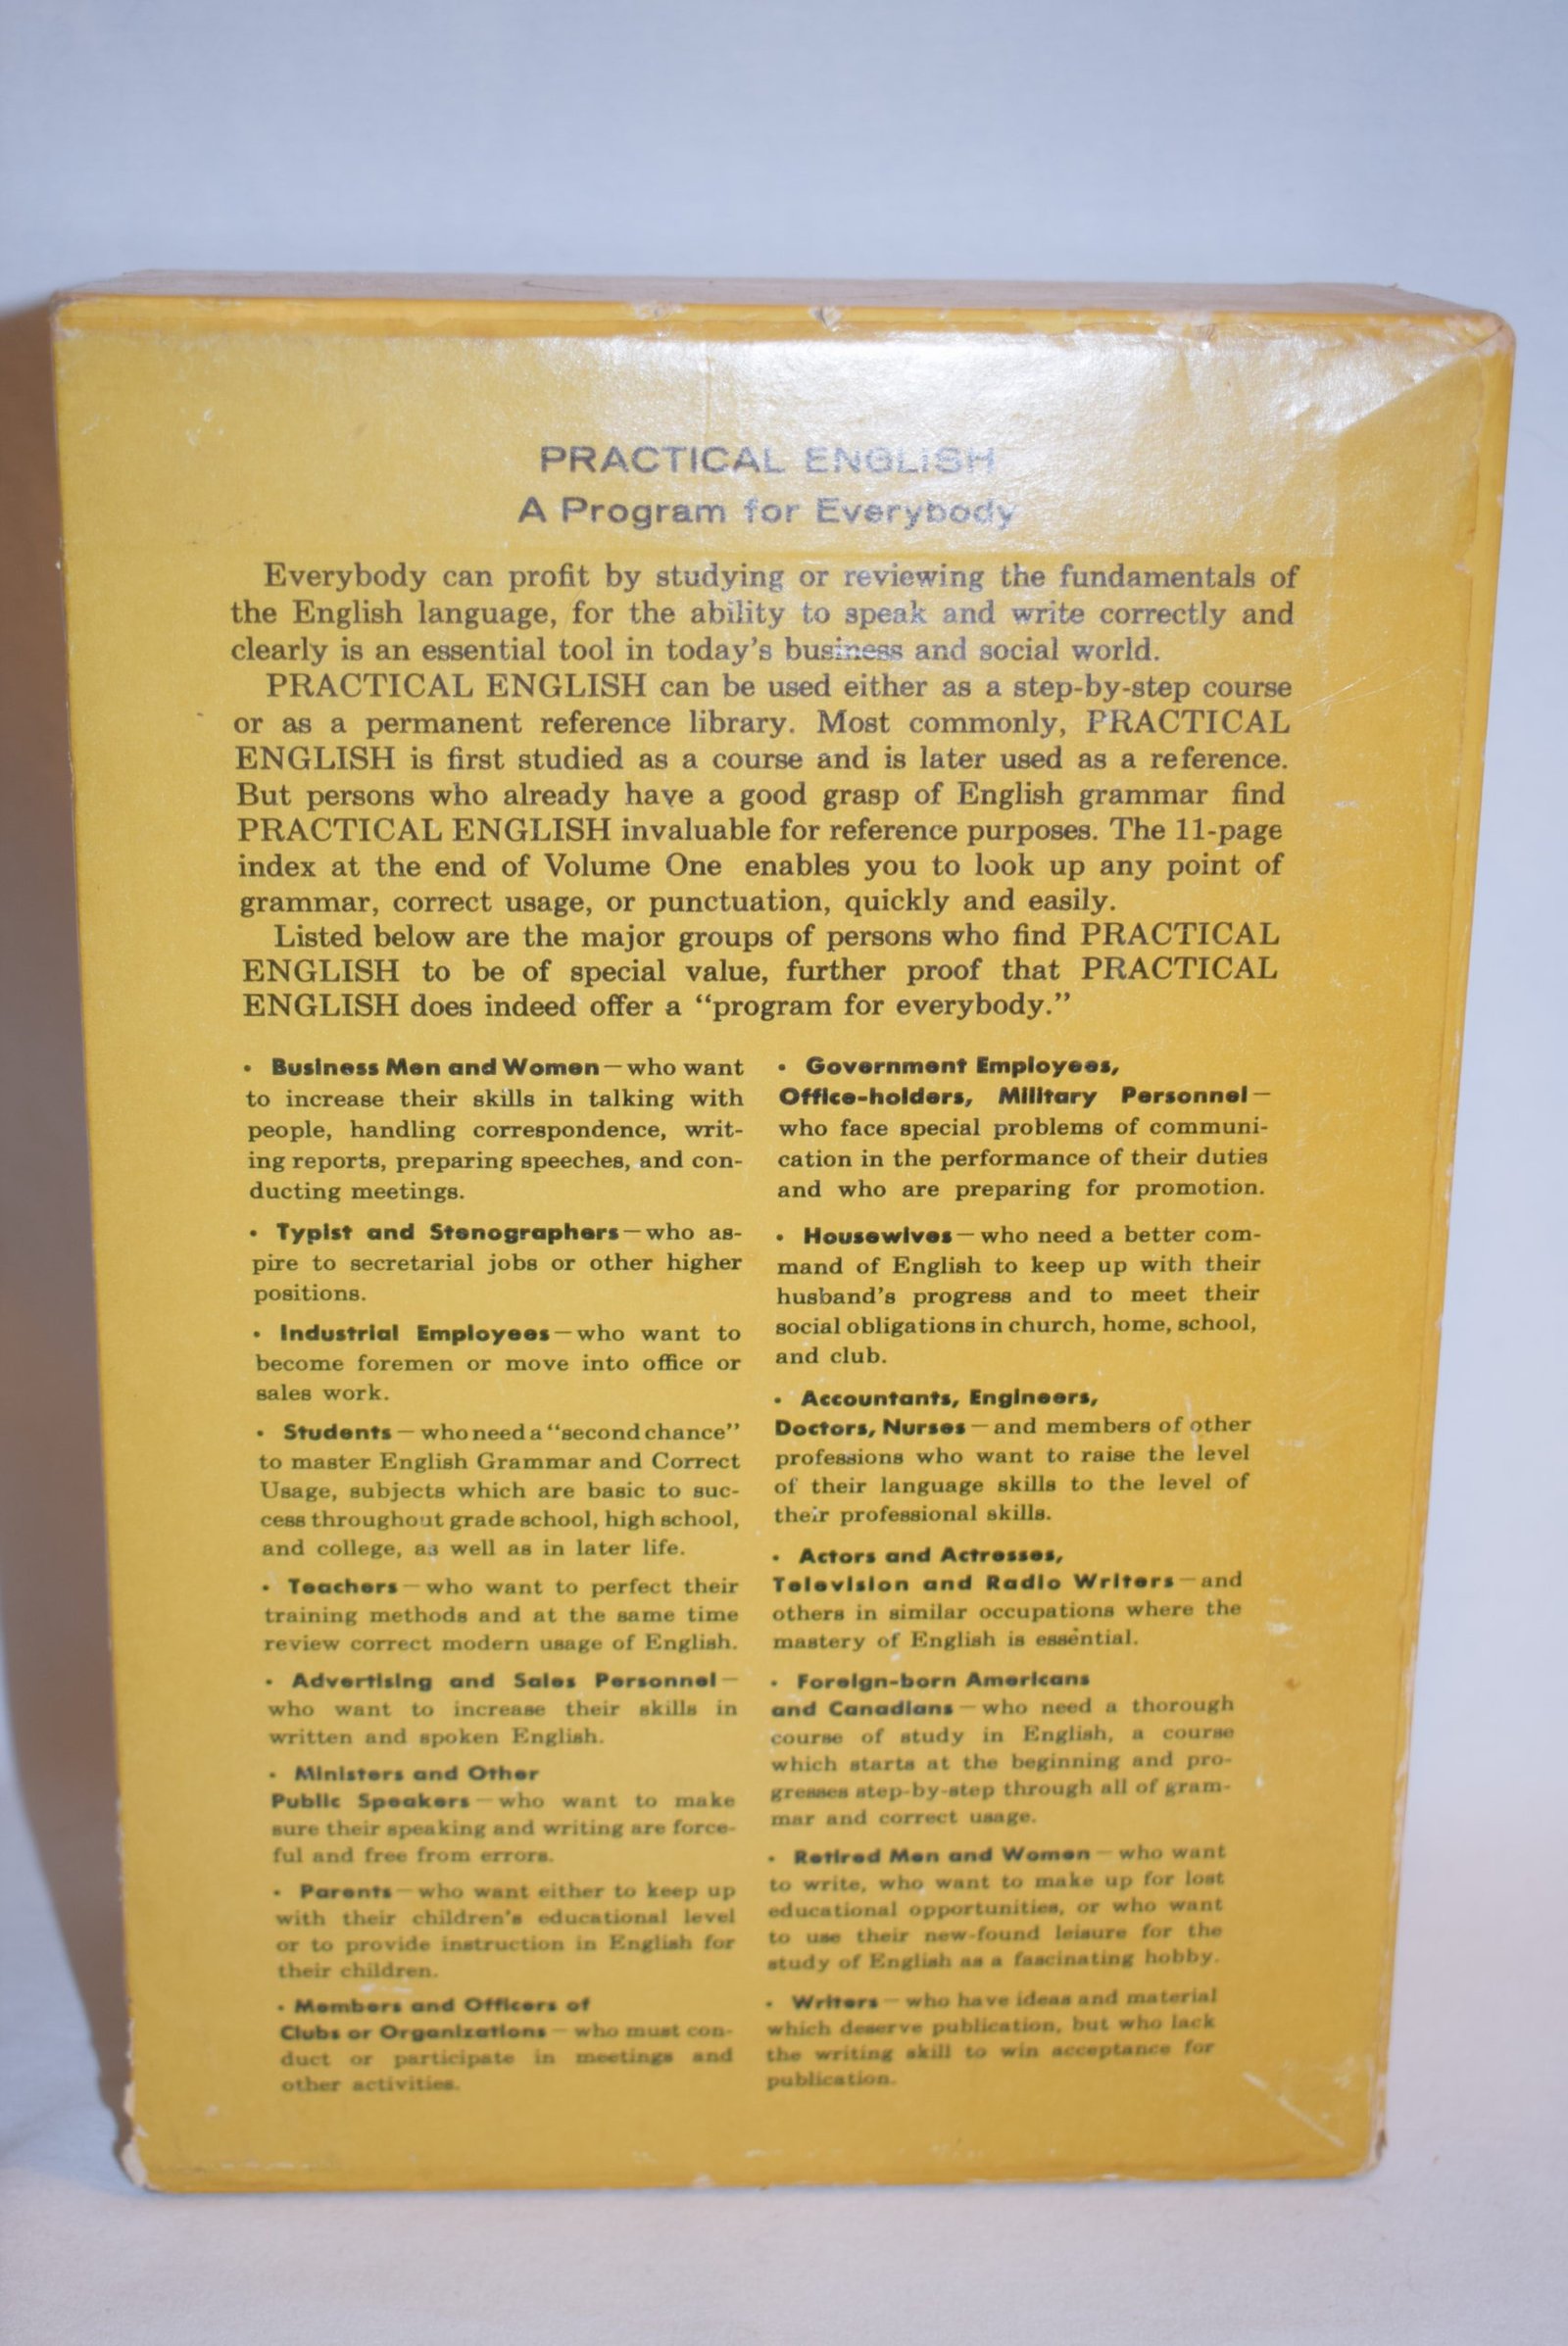 PRACTICAL ENGLISH
A Program for Everybody
Everybody can profit by studying or reviewing the fundamentals of
the English language, for the ability to speak and write correctly and
clearly is an essential tool in today's business and social world.
PRACTICAL ENGLISH can be used either as a step-by-step course
or as a permanent reference library. Most commonly, PRACTICAL
ENGLISH is first studied as a course and is later used as a reference.
But persons who already have a good grasp of English grammar find
PRACTICAL ENGLISH invaluable for reference purposes. The 11-page
index at the end of Volume One enables you to look up any point of
grammar, correct usage, or punctuation, quickly and easily.
Listed below are the major groups of persons who find PRACTICAL
ENGLISH to be of special value, further proof that PRACTICAL
ENGLISH does indeed offer a “program for everybody.”
• Business Men and Women—who want
to increase their skills in talking with
people, handling correspondence, writ-
ing reports, preparing speeches, and con-
ducting meetings.
• Typist and Stenographers—who as-
pire to secretarial jobs or other higher
positions.
• Industrial Employees—who want to
become foremen or move into office or
sales work.
• Students—who need a “second chance”
to master English Grammar and Correct
Usage, subjects which are basic to suc-
cess throughout grade school, high school,
and college, as well as in later life.
• Teachers—who want to perfect their
training methods and at the same time
review correct modern usage of English.
• Advertising and Sales Personnel—
who want to increase their skills in
written and spoken English.
• Ministers and Other
Public Speakers—who want to make
sure their speaking and writing are force-
ful and free from errors.
• Parents—who want either to keep up
with their children's educational level
or to provide instruction in English for
their children.
• Members and Officers of
Clubs or Organizations—who must con-
duct or participate in meetings and
other activities.
• Government Employees,
Office-holders, Military Personnel—
who face special problems of communi-
cation in the performance of their duties
and who are preparing for promotion.
• Housewives—who need a better com-
mand of English to keep up with their
husband's progress and to meet their
social obligations in church, home, school,
and club.
• Accountants, Engineers,
Doctors, Nurses—and members of other
professions who want to raise the level
of their language skills to the level of
their professional skills.
• Actors and Actresses,
Television and Radio Writers—and
others in similar occupations where the
mastery of English is essential.
• Foreign-born Americans
and Canadians—who need a thorough
course of study in English, a course
which starts at the beginning and pro-
gresses step-by-step through all of gram-
mar and correct usage.
• Retired Men and Women—who want
to write, who want to make up for lost
educational opportunities, or who want
to use their new-found leisure for the
study of English as a fascinating hobby.
• Writers—who have ideas and material
which deserve publication, but who lack
the writing skill to win acceptance for
publication.